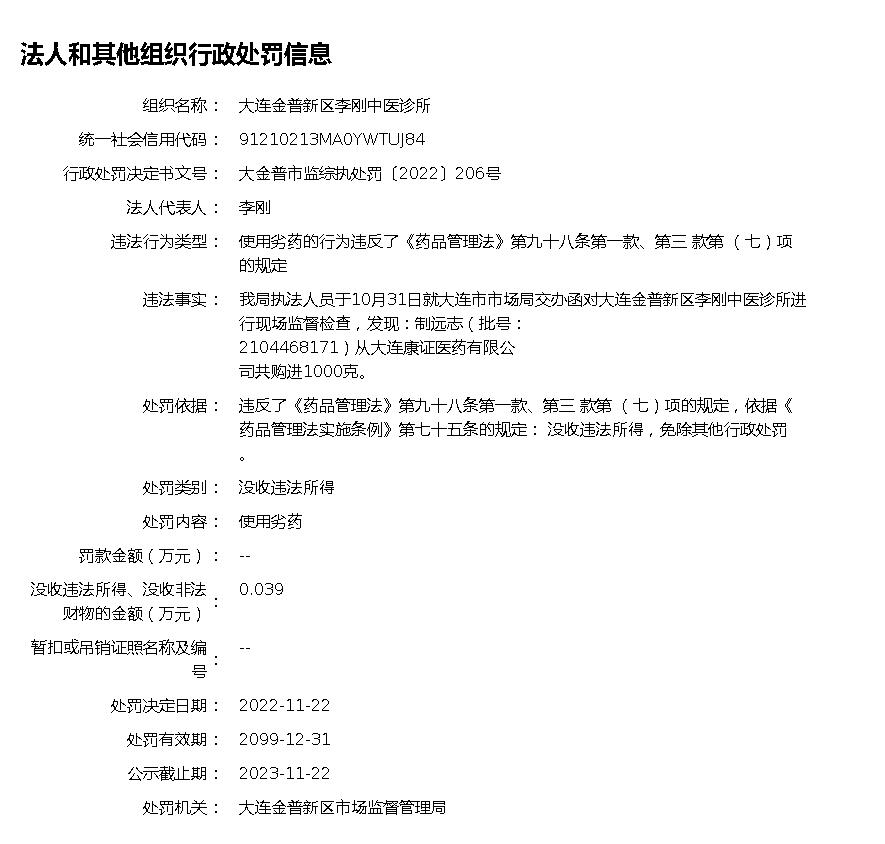 法人和其他组织行政处罚信息
组织名称： 大连金普新区李刚中医诊所
统一社会信用代码： 91210213MA0YWTUJ84
行政处罚决定书文号： 大金普市监综执处罚〔2022〕206号
法人代表人： 李刚
违法行为类型： 使用劣药的行为违反了《药品管理法》第九十八条第一款、第三 款第 （七）项
的规定
违法事实： 我局执法人员于10月31日就大连市市场局交办函对大连金普新区李刚中医诊所进
行现场监督检查，发现：制远志（批号：
2104468171）从大连康证医药有限公
司共购进1000克。
处罚依据： 违反了《药品管理法》第九十八条第一款、第三 款第 （七）项的规定，依据《
药品管理法实施条例》第七十五条的规定： 没收违法所得，免除其他行政处罚
。
处罚类别： 没收违法所得
处罚内容： 使用劣药
罚款金额（万元）： --
没收违法所得、没收非法
财物的金额（万元）： 0.039
暂扣或吊销证照名称及编
号： --
处罚决定日期： 2022-11-22
处罚有效期： 2099-12-31
公示截止期： 2023-11-22
处罚机关： 大连金普新区市场监督管理局